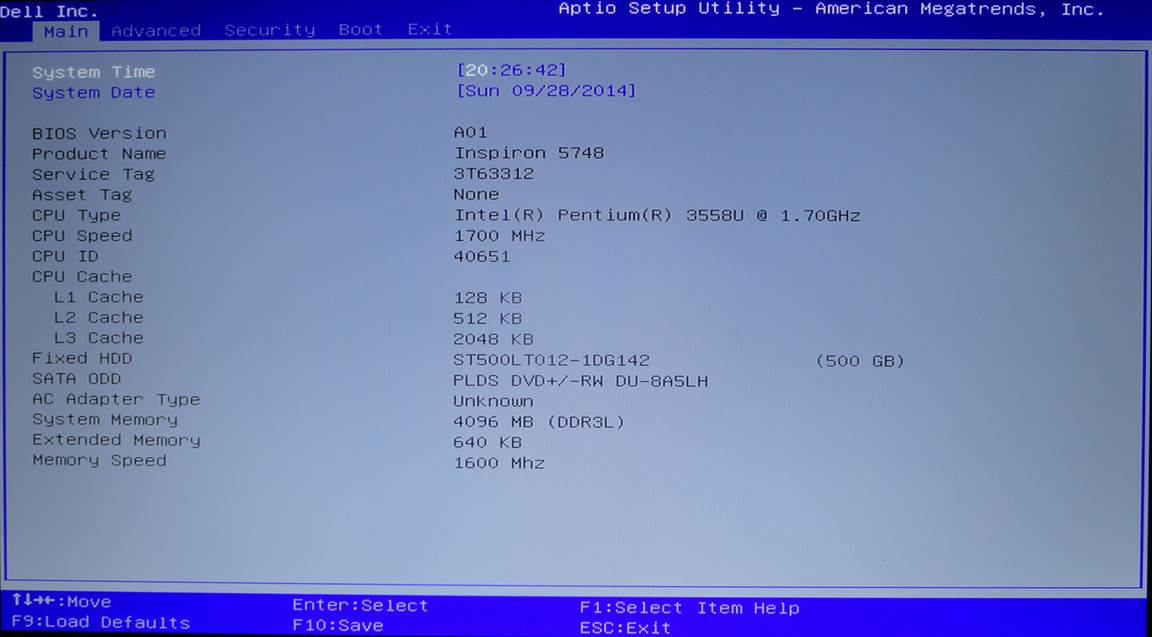 Dell Inc.
Aptio Setup Utility - American Megatrends, Inc.
Main Advanced Security Boot Exit
System Time [20:26:42]
System Date [Sun 09/28/2014]
BIOS Version A01
Product Name Inspiron 5748
Service Tag 3T63312
Asset Tag None
CPU Type Intel(R) Pentium(R) 3558U @ 1.70GHz
CPU Speed 1700 MHz
CPU ID 40651
CPU Cache
L1 Cache 128 KB
L2 Cache 512 KB
L3 Cache 2048 KB
Fixed HDD ST500LT012-1DG142 (500 GB)
SATA ODD PLDS DVD+/-RW DU-8A5LH
AC Adapter Type Unknown
System Memory 4096 MB (DDR3L)
Extended Memory 640 KB
Memory Speed 1600 Mhz
↑↓→←:Move Enter:Select F1:Select Item Help
F9:Load Defaults F10:Save ESC:Exit